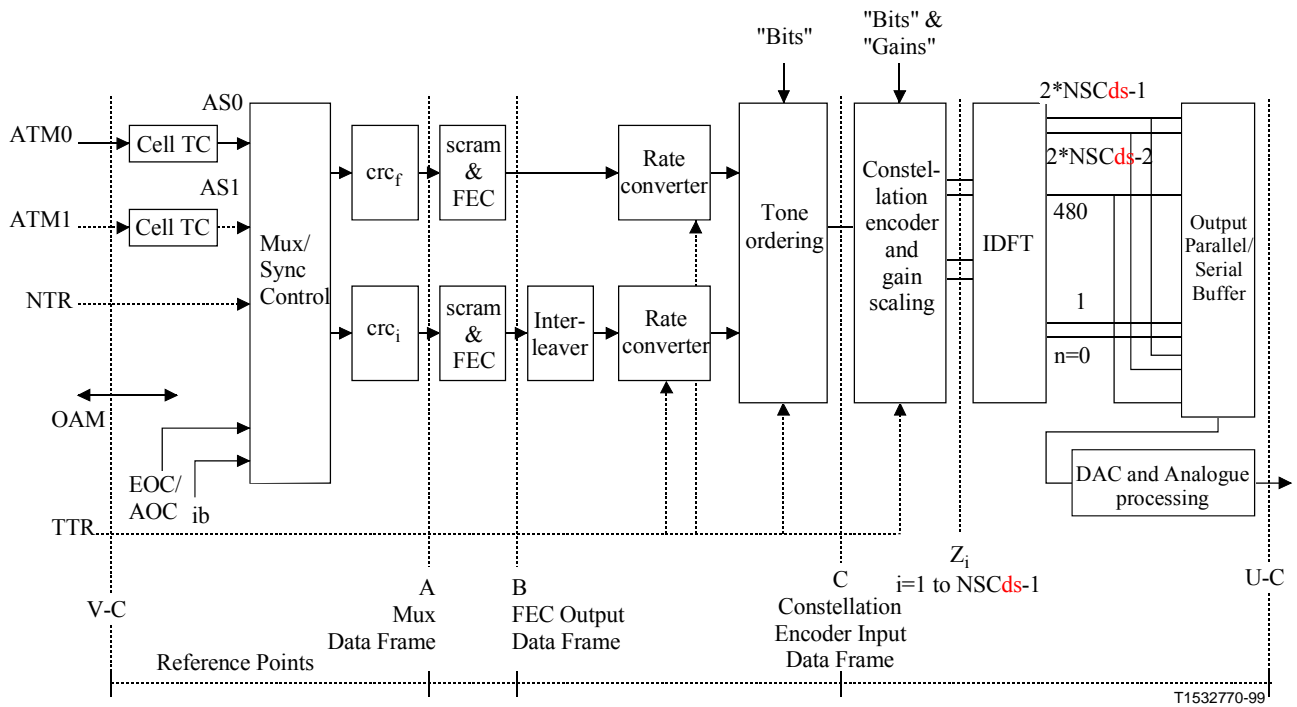 "Bits" &
"Gains"
"Bits"
AS0
2*NSCds-1
ATM0
Cell TC
crcf
scram
&
FEC
Rate
converter
2*NSCds-2
AS1
ATM1
Cell TC
Mux/
Sync
Control
Tone
ordering
Constel-
lation
encoder
and
gain
scaling
IDFT
480
Output
Parallel/
Serial
Buffer
NTR
crci
scram
&
FEC
Inter-
leaver
Rate
converter
1
n=0
OAM
EOC/
AOC
ib
DAC and Analogue
processing
TTR
V-C
A
Mux
Data Frame
B
FEC Output
Data Frame
C
Constellation
Encoder Input
Data Frame
Zi
i=1 to NSCds-1
U-C
Reference Points
T1532770-99